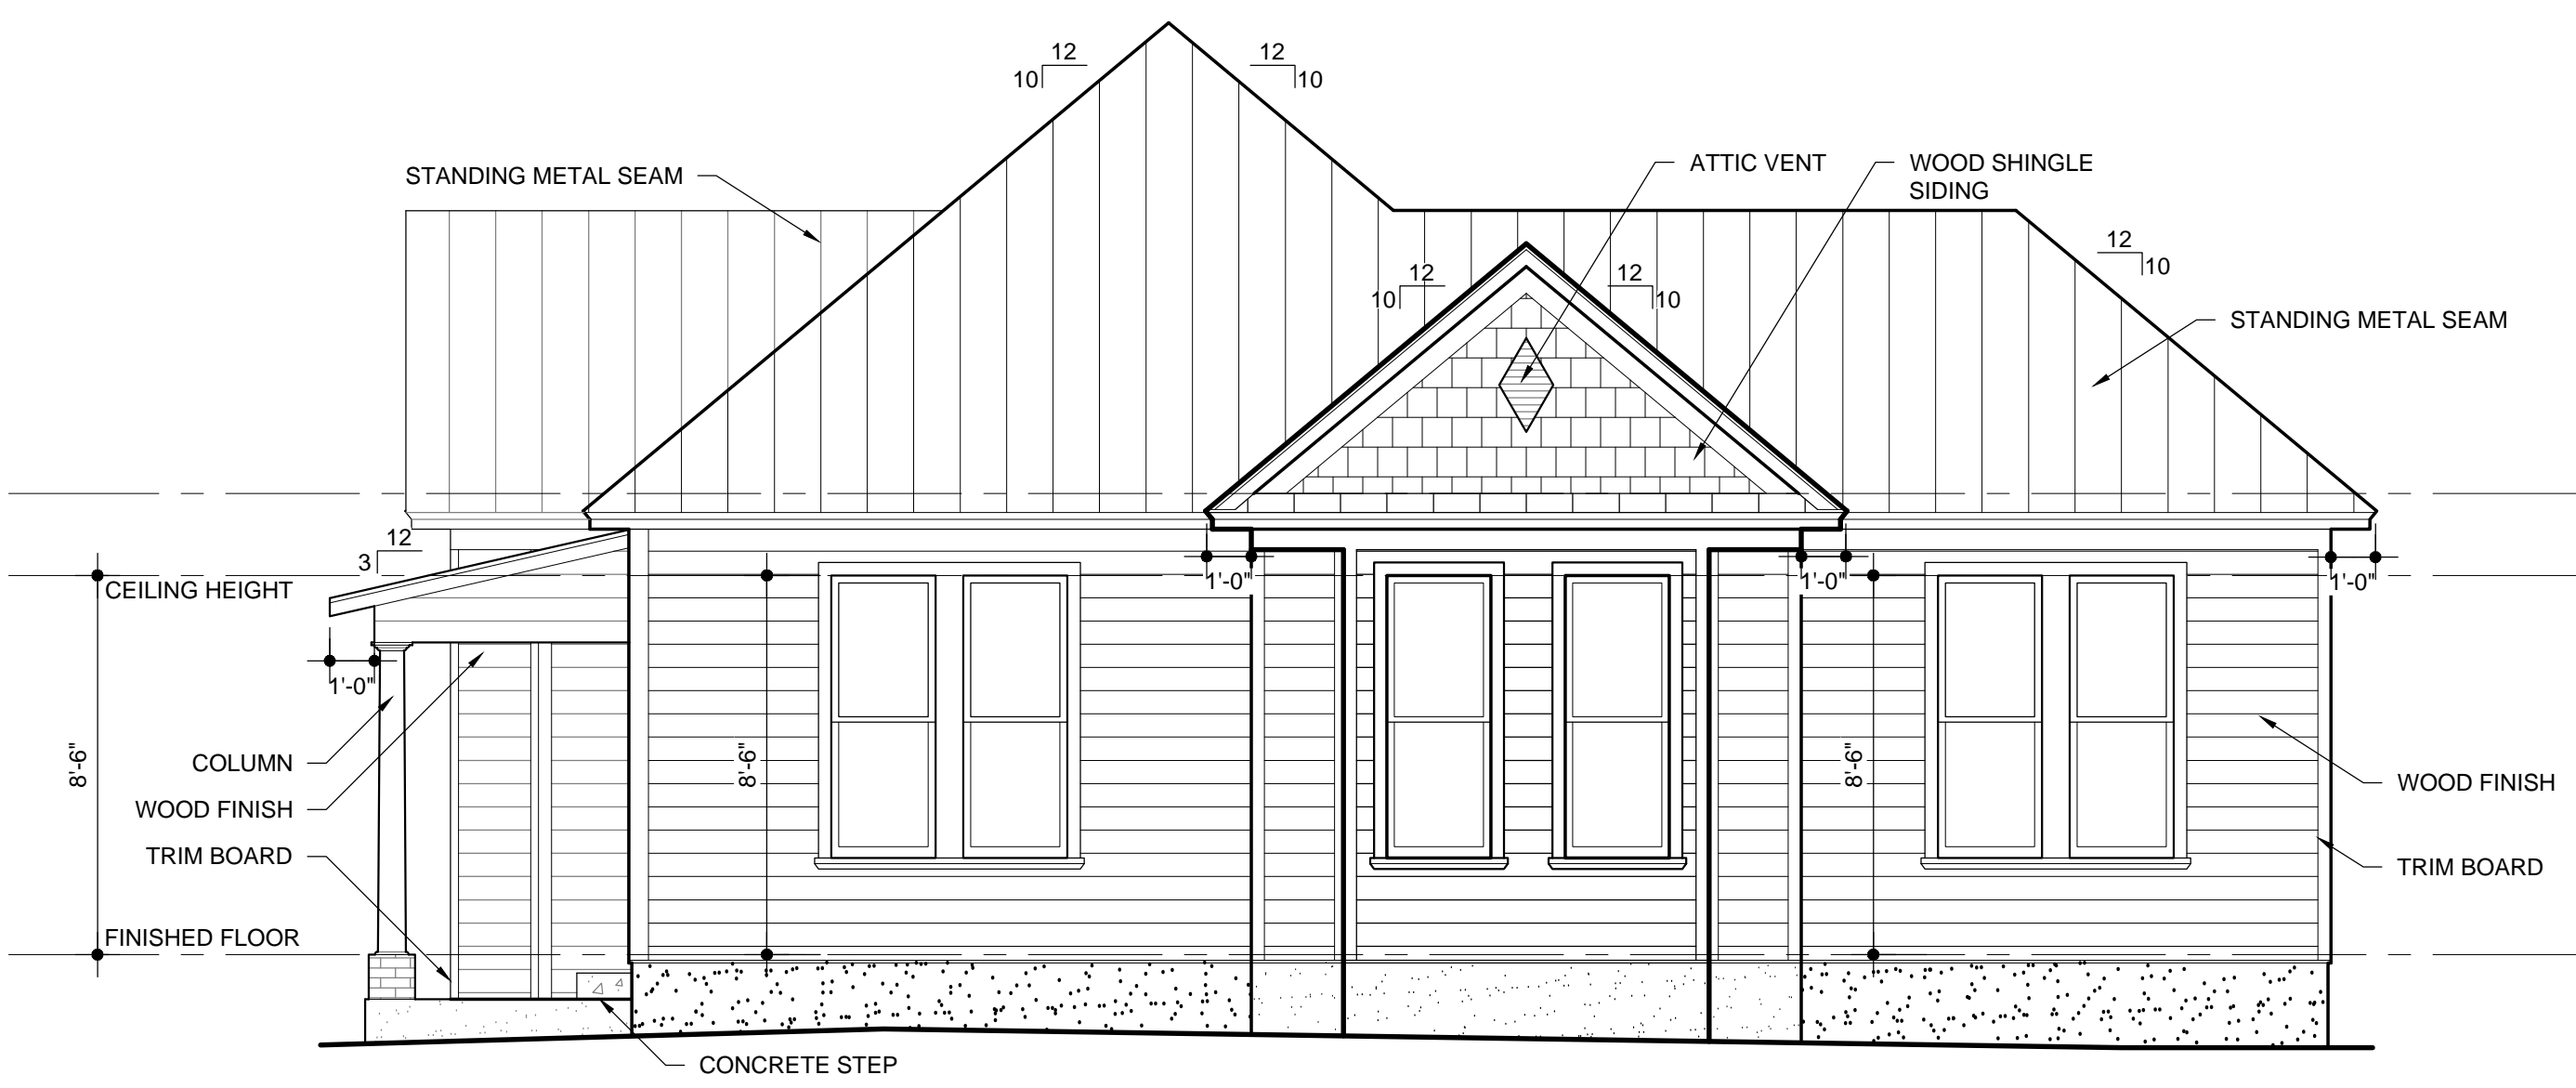 12
10
12
10
STANDING METAL SEAM
ATTIC VENT
WOOD SHINGLE
SIDING
12
10
12
10
12
10
STANDING METAL SEAM
12
3
CEILING HEIGHT
1'-0"
1'-0"
1'-0"
1'-0"
8'-6"
8'-6"
8'-6"
COLUMN
WOOD FINISH
TRIM BOARD
WOOD FINISH
TRIM BOARD
FINISHED FLOOR
CONCRETE STEP